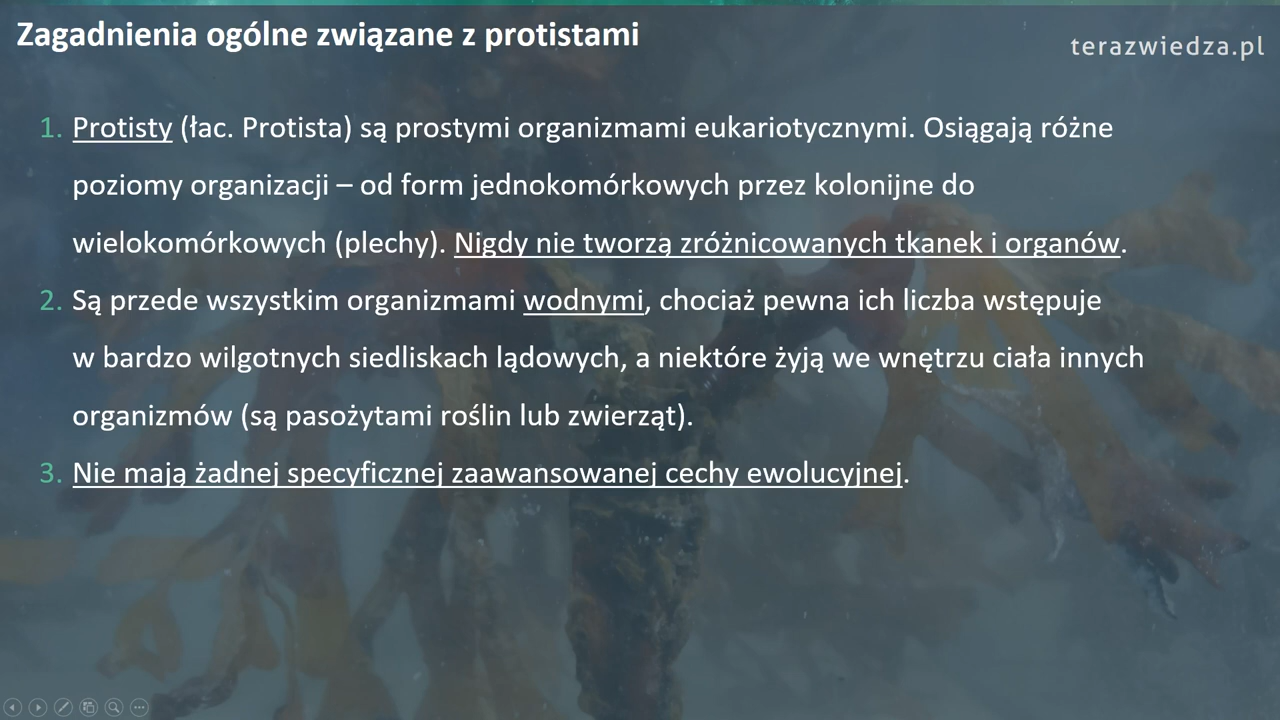 Zagadnienia ogólne związane z protistami
terazwiedza.pl
1. Protisty (łac. Protista) są prostymi organizmami eukariotycznymi. Osiągają różne
poziomy organizacji – od form jednokomórkowych przez kolonijne do
wielokomórkowych (plechy). Nigdy nie tworzą zróżnicowanych tkanek i organów.
2. Są przede wszystkim organizmami wodnymi, chociaż pewna ich liczba wstępuje
w bardzo wilgotnych siedliskach lądowych, a niektóre żyją we wnętrzu ciała innych
organizmów (są pasożytami roślin lub zwierząt).
3. Nie mają żadnej specyficznej zaawansowanej cechy ewolucyjnej.